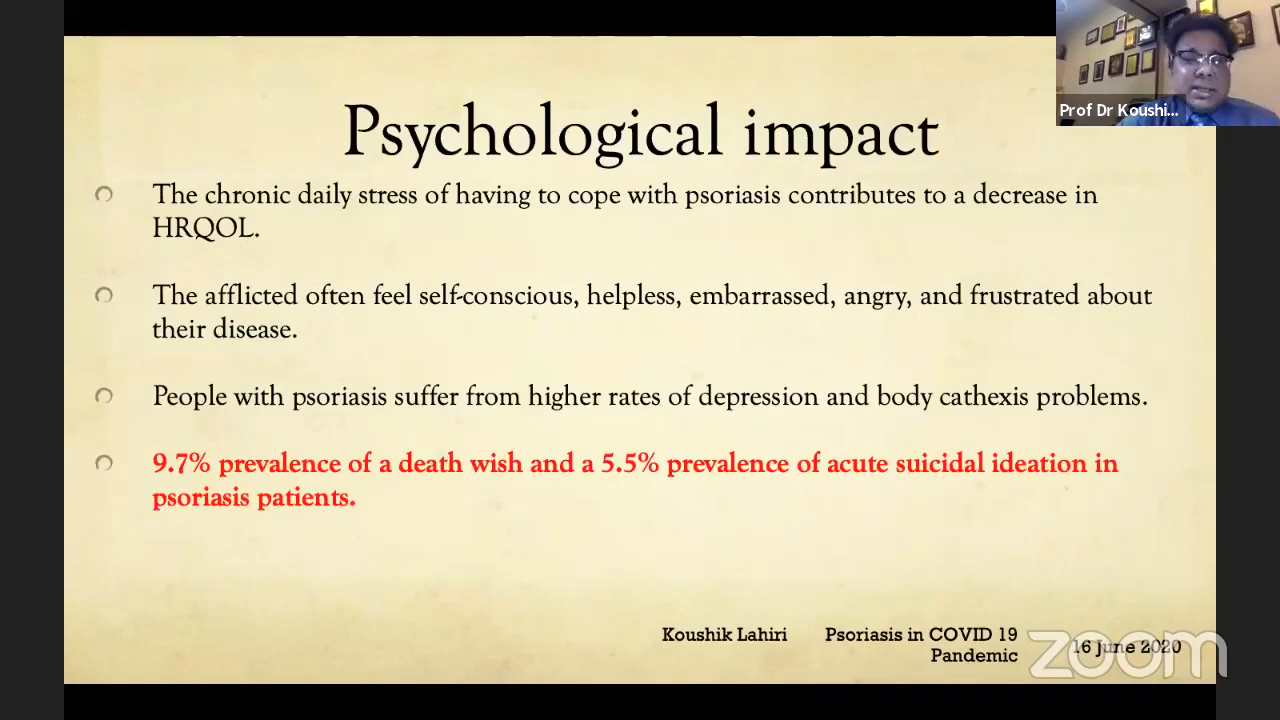 Prof Dr Koushi...
Psychological impact
The chronic daily stress of having to cope with psoriasis contributes to a decrease in
HRQOL.
The afflicted often feel self-conscious, helpless, embarrassed, angry, and frustrated about
their disease.
People with psoriasis suffer from higher rates of depression and body cathexis problems.
9.7% prevalence of a death wish and a 5.5% prevalence of acute suicidal ideation in
psoriasis patients.
Koushik Lahiri
Psoriasis in COVID 19
Pandemic
16 June 2020
zoom